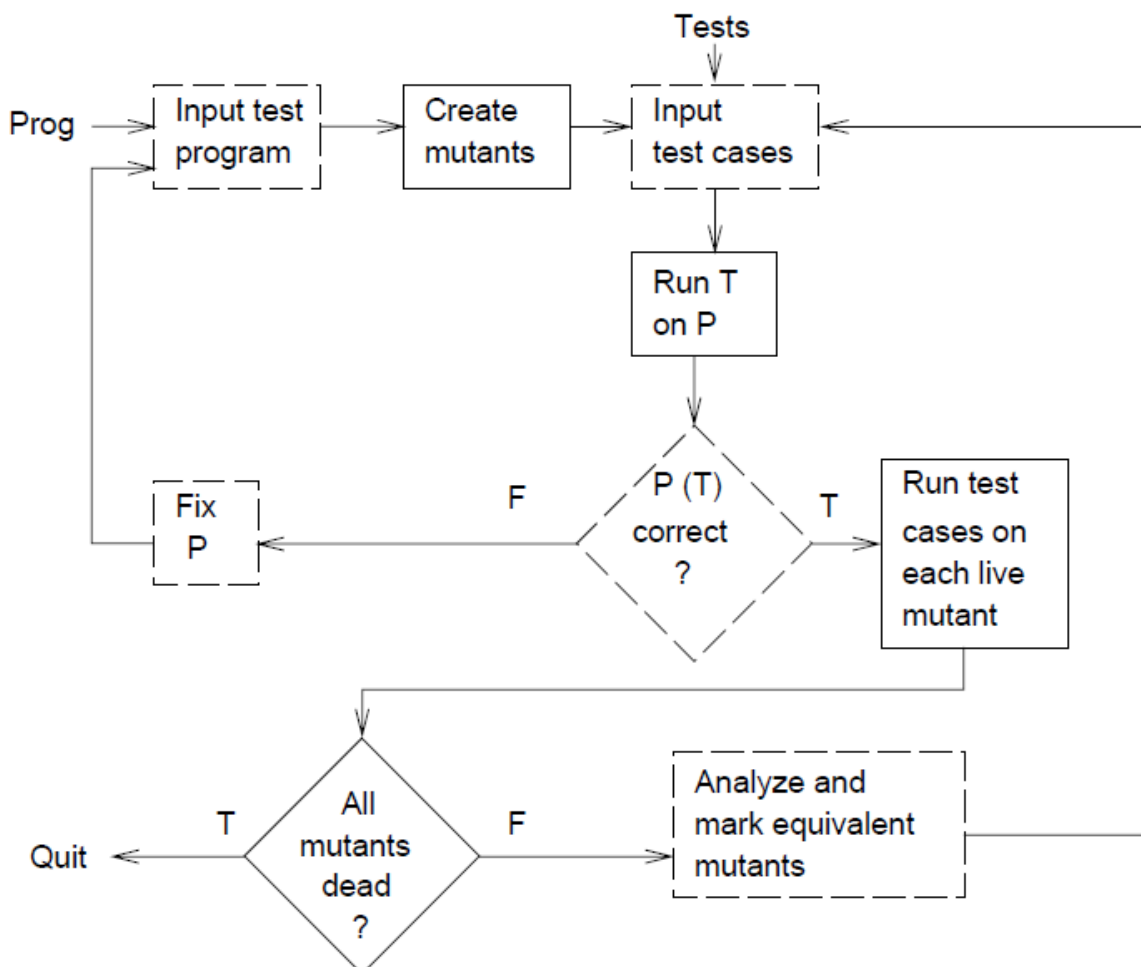 Tests
Prog
Input test
program
Create
mutants
Input
test cases
Run T
on P
Fix
P
F
P (T)
correct
?
T
Run test
cases on
each live
mutant
Quit
T
All
mutants
dead
?
F
Analyze and
mark equivalent
mutants